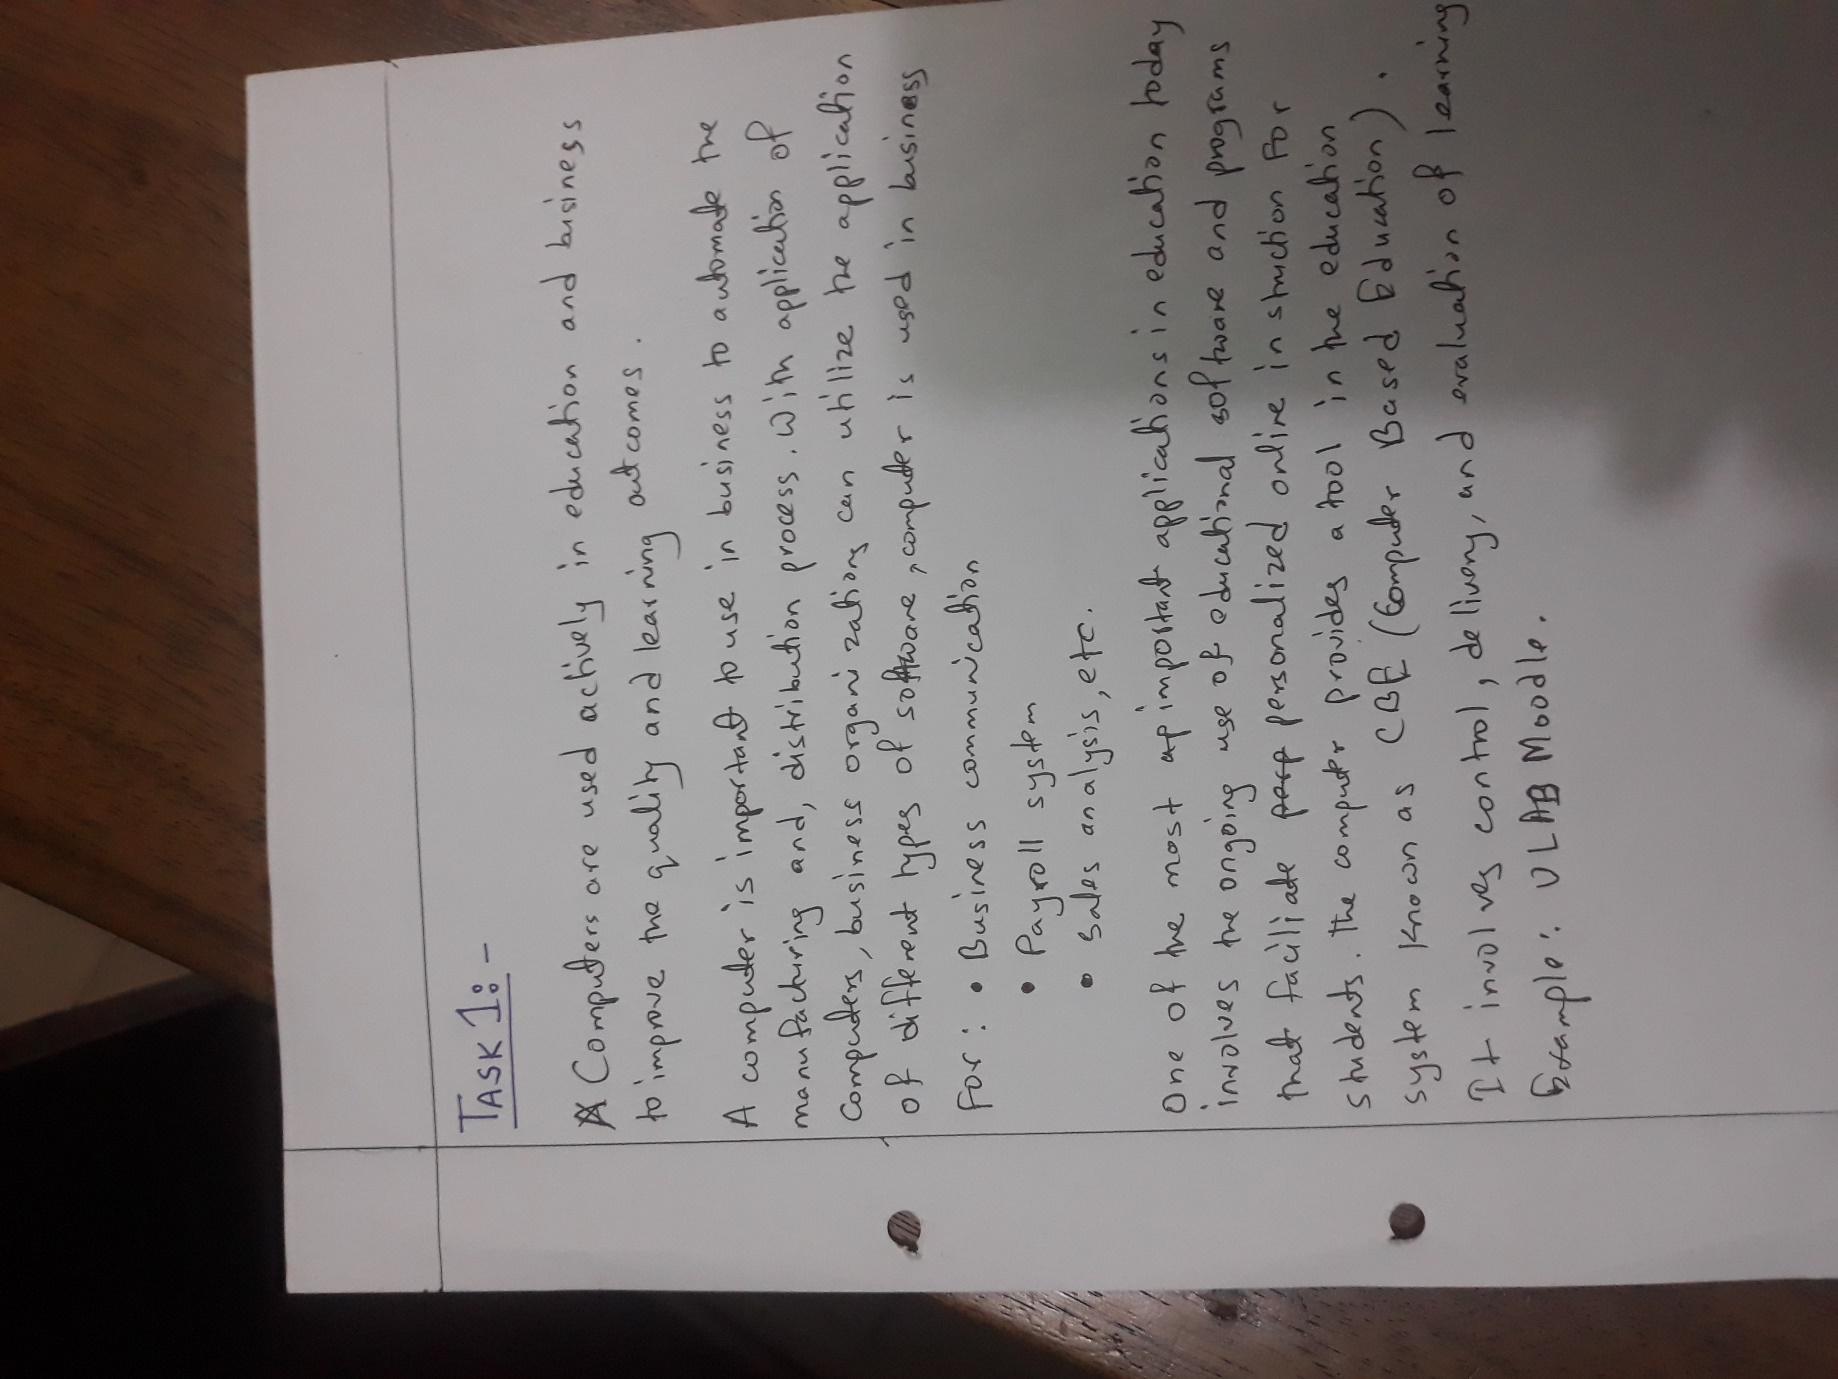 TASK 1:-
Computers are used actively in education and business
to improve the quality and learning outcomes.
A computer is important to use in business to automate the
manufacturing and, distribution process. With application of
computers, business organizations can utilize the application
of different types of software, computer is used in business
for: • Business communication
• Payroll system
• Sales analysis, etc.
One of the most important applications in education today
involves the ongoing use of educational software and programs
that faciliate personalized online instruction for
students. The computer provides a tool in the education
system known as CBE (Computer Based Education).
It involves control, delivery, and evaluation of learning
Example: ULAB Moodle.